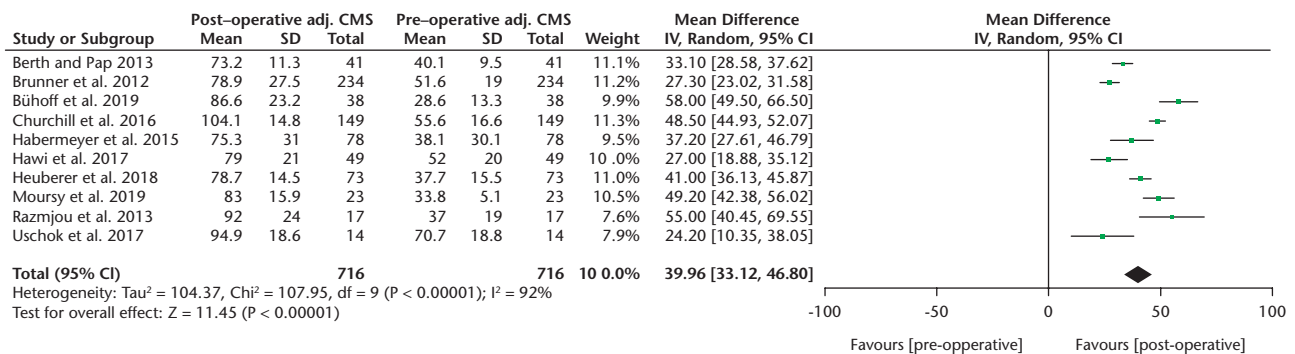 Post–operative adj. CMS Pre–operative adj. CMS Mean Difference Mean Difference
Study or Subgroup Mean SD Total Mean SD Total Weight IV, Random, 95% CI IV, Random, 95% CI
Berth and Pap 2013 73.2 11.3 41 40.1 9.5 41 11.1% 33.10 [28.58, 37.62]
Brunner et al. 2012 78.9 27.5 234 51.6 19 234 11.2% 27.30 [23.02, 31.58]
Bühoff et al. 2019 86.6 23.2 38 28.6 13.3 38 9.9% 58.00 [49.50, 66.50]
Churchill et al. 2016 104.1 14.8 149 55.6 16.6 149 11.3% 48.50 [44.93, 52.07]
Habermeyer et al. 2015 75.3 31 78 38.1 30.1 78 9.5% 37.20 [27.61, 46.79]
Hawi et al. 2017 79 21 49 52 20 49 10 .0% 27.00 [18.88, 35.12]
Heuberer et al. 2018 78.7 14.5 73 37.7 15.5 73 11.0% 41.00 [36.13, 45.87]
Moursy et al. 2019 83 15.9 23 33.8 5.1 23 10.5% 49.20 [42.38, 56.02]
Razmjou et al. 2013 92 24 17 37 19 17 7.6% 55.00 [40.45, 69.55]
Uschok et al. 2017 94.9 18.6 14 70.7 18.8 14 7.9% 24.20 [10.35, 38.05]
Total (95% CI) 716 716 10 0.0% 39.96 [33.12, 46.80]
Heterogeneity: Tau² = 104.37, Chi² = 107.95, df = 9 (P < 0.00001); I² = 92%
Test for overall effect: Z = 11.45 (P < 0.00001)
-100 -50 0 50 100
Favours [pre-opperative] Favours [post-operative]